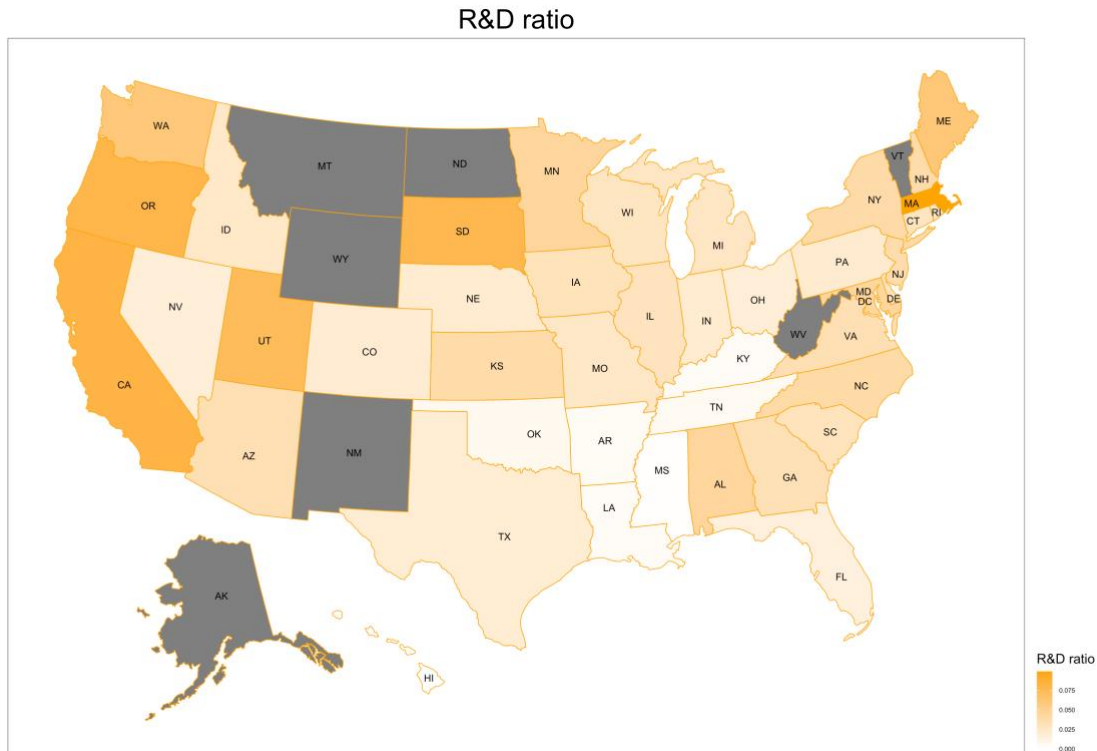 R&D ratio
WA
ME
MT
ND
VT
MN
NH
OR
NY
MA
WI
SD
CT
RI
ID
MI
WY
PA
NJ
IA
NE
OH
MD
DE
DC
NV
IL
IN
WV
UT
VA
CO
KY
KS
MO
CA
NC
TN
OK
SC
AR
AZ
NM
MS
GA
AL
LA
TX
FL
AK
HI
R&D ratio
0.075
0.050
0.025
0.000